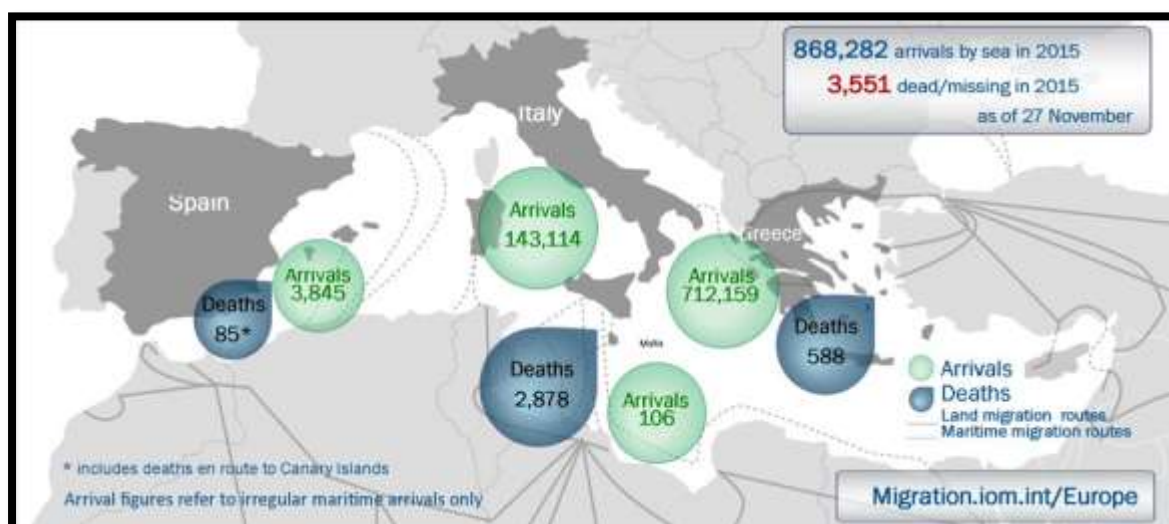 868,282 arrivals by sea in 2015
3,551 dead/missing in 2015
as of 27 November
Italy
Spain
Greece
Arrivals
143,114
Arrivals
3,845
Deaths
85*
Arrivals
712,159
Deaths
588
Malta
Deaths
2,878
Arrivals
106
Arrivals
Deaths
Land migration routes
Maritime migration routes
* includes deaths en route to Canary Islands
Arrival figures refer to irregular maritime arrivals only
Migration.iom.int/Europe